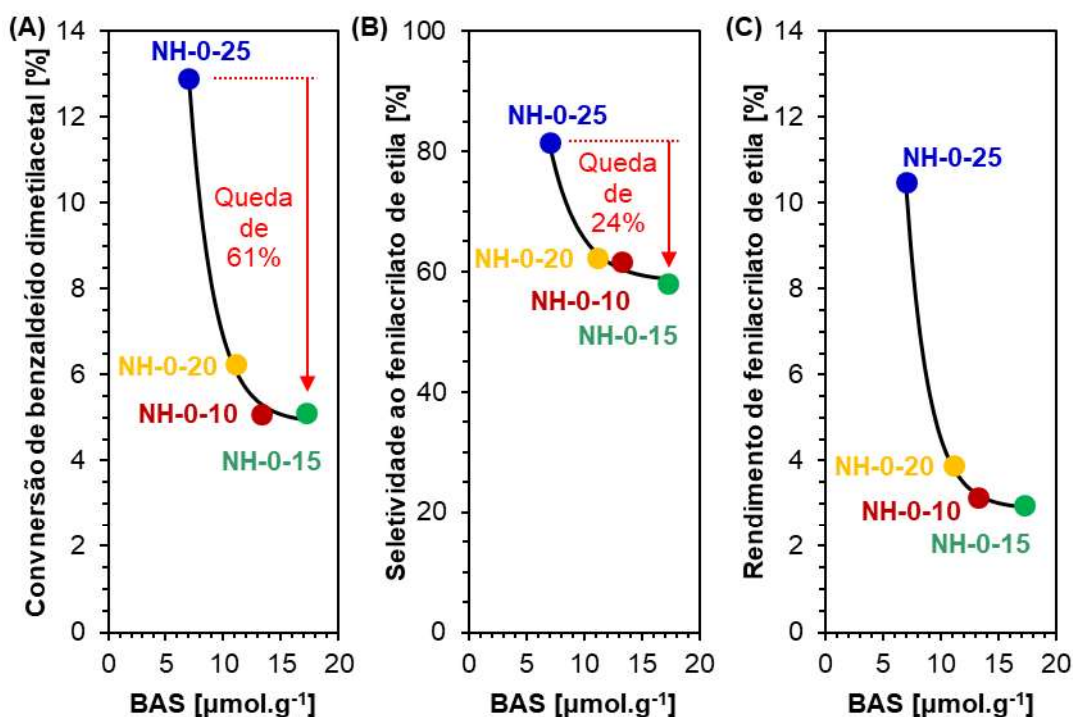 (A)
Convnersão de benzaldeído dimetilacetal [%]
14
12
10
8
6
4
2
0
NH-0-25
Queda
de
61%
NH-0-20
NH-0-10
NH-0-15
0 5 10 15 20
BAS [µmol.g-1]
(B)
Seletividade ao fenilacrilato de etila [%]
100
80
60
40
20
0
NH-0-25
Queda
de
24%
NH-0-20
NH-0-10
NH-0-15
0 5 10 15 20
BAS [µmol.g-1]
(C)
Rendimento de fenilacrilato de etila [%]
14
12
10
8
6
4
2
0
NH-0-25
NH-0-20
NH-0-10
NH-0-15
0 5 10 15 20
BAS [µmol.g-1]